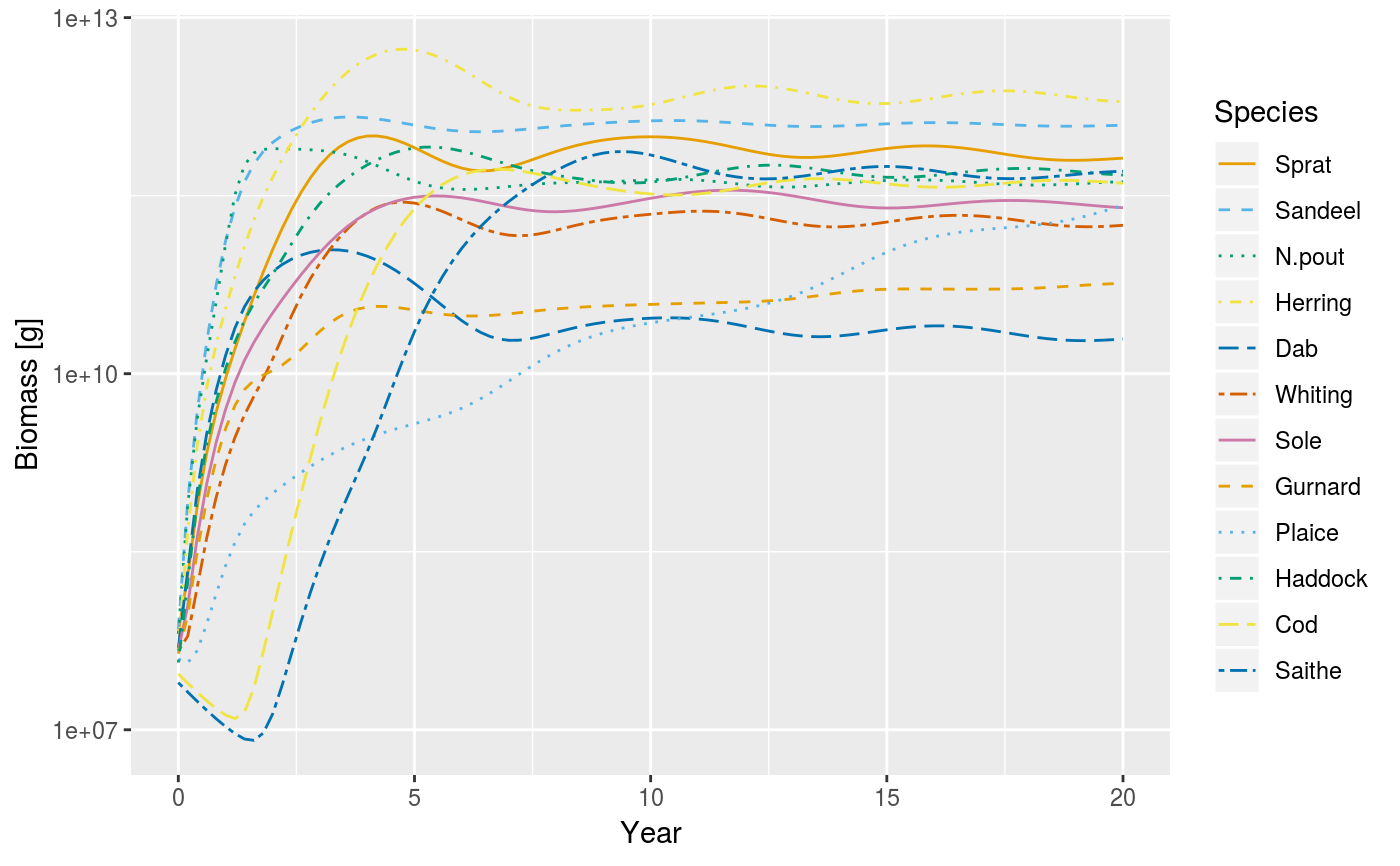 1e+13
1e+10
1e+07
Biomass [g]
0 5 10 15 20
Year
Species
Sprat
Sandeel
N.pout
Herring
Dab
Whiting
Sole
Gurnard
Plaice
Haddock
Cod
Saithe